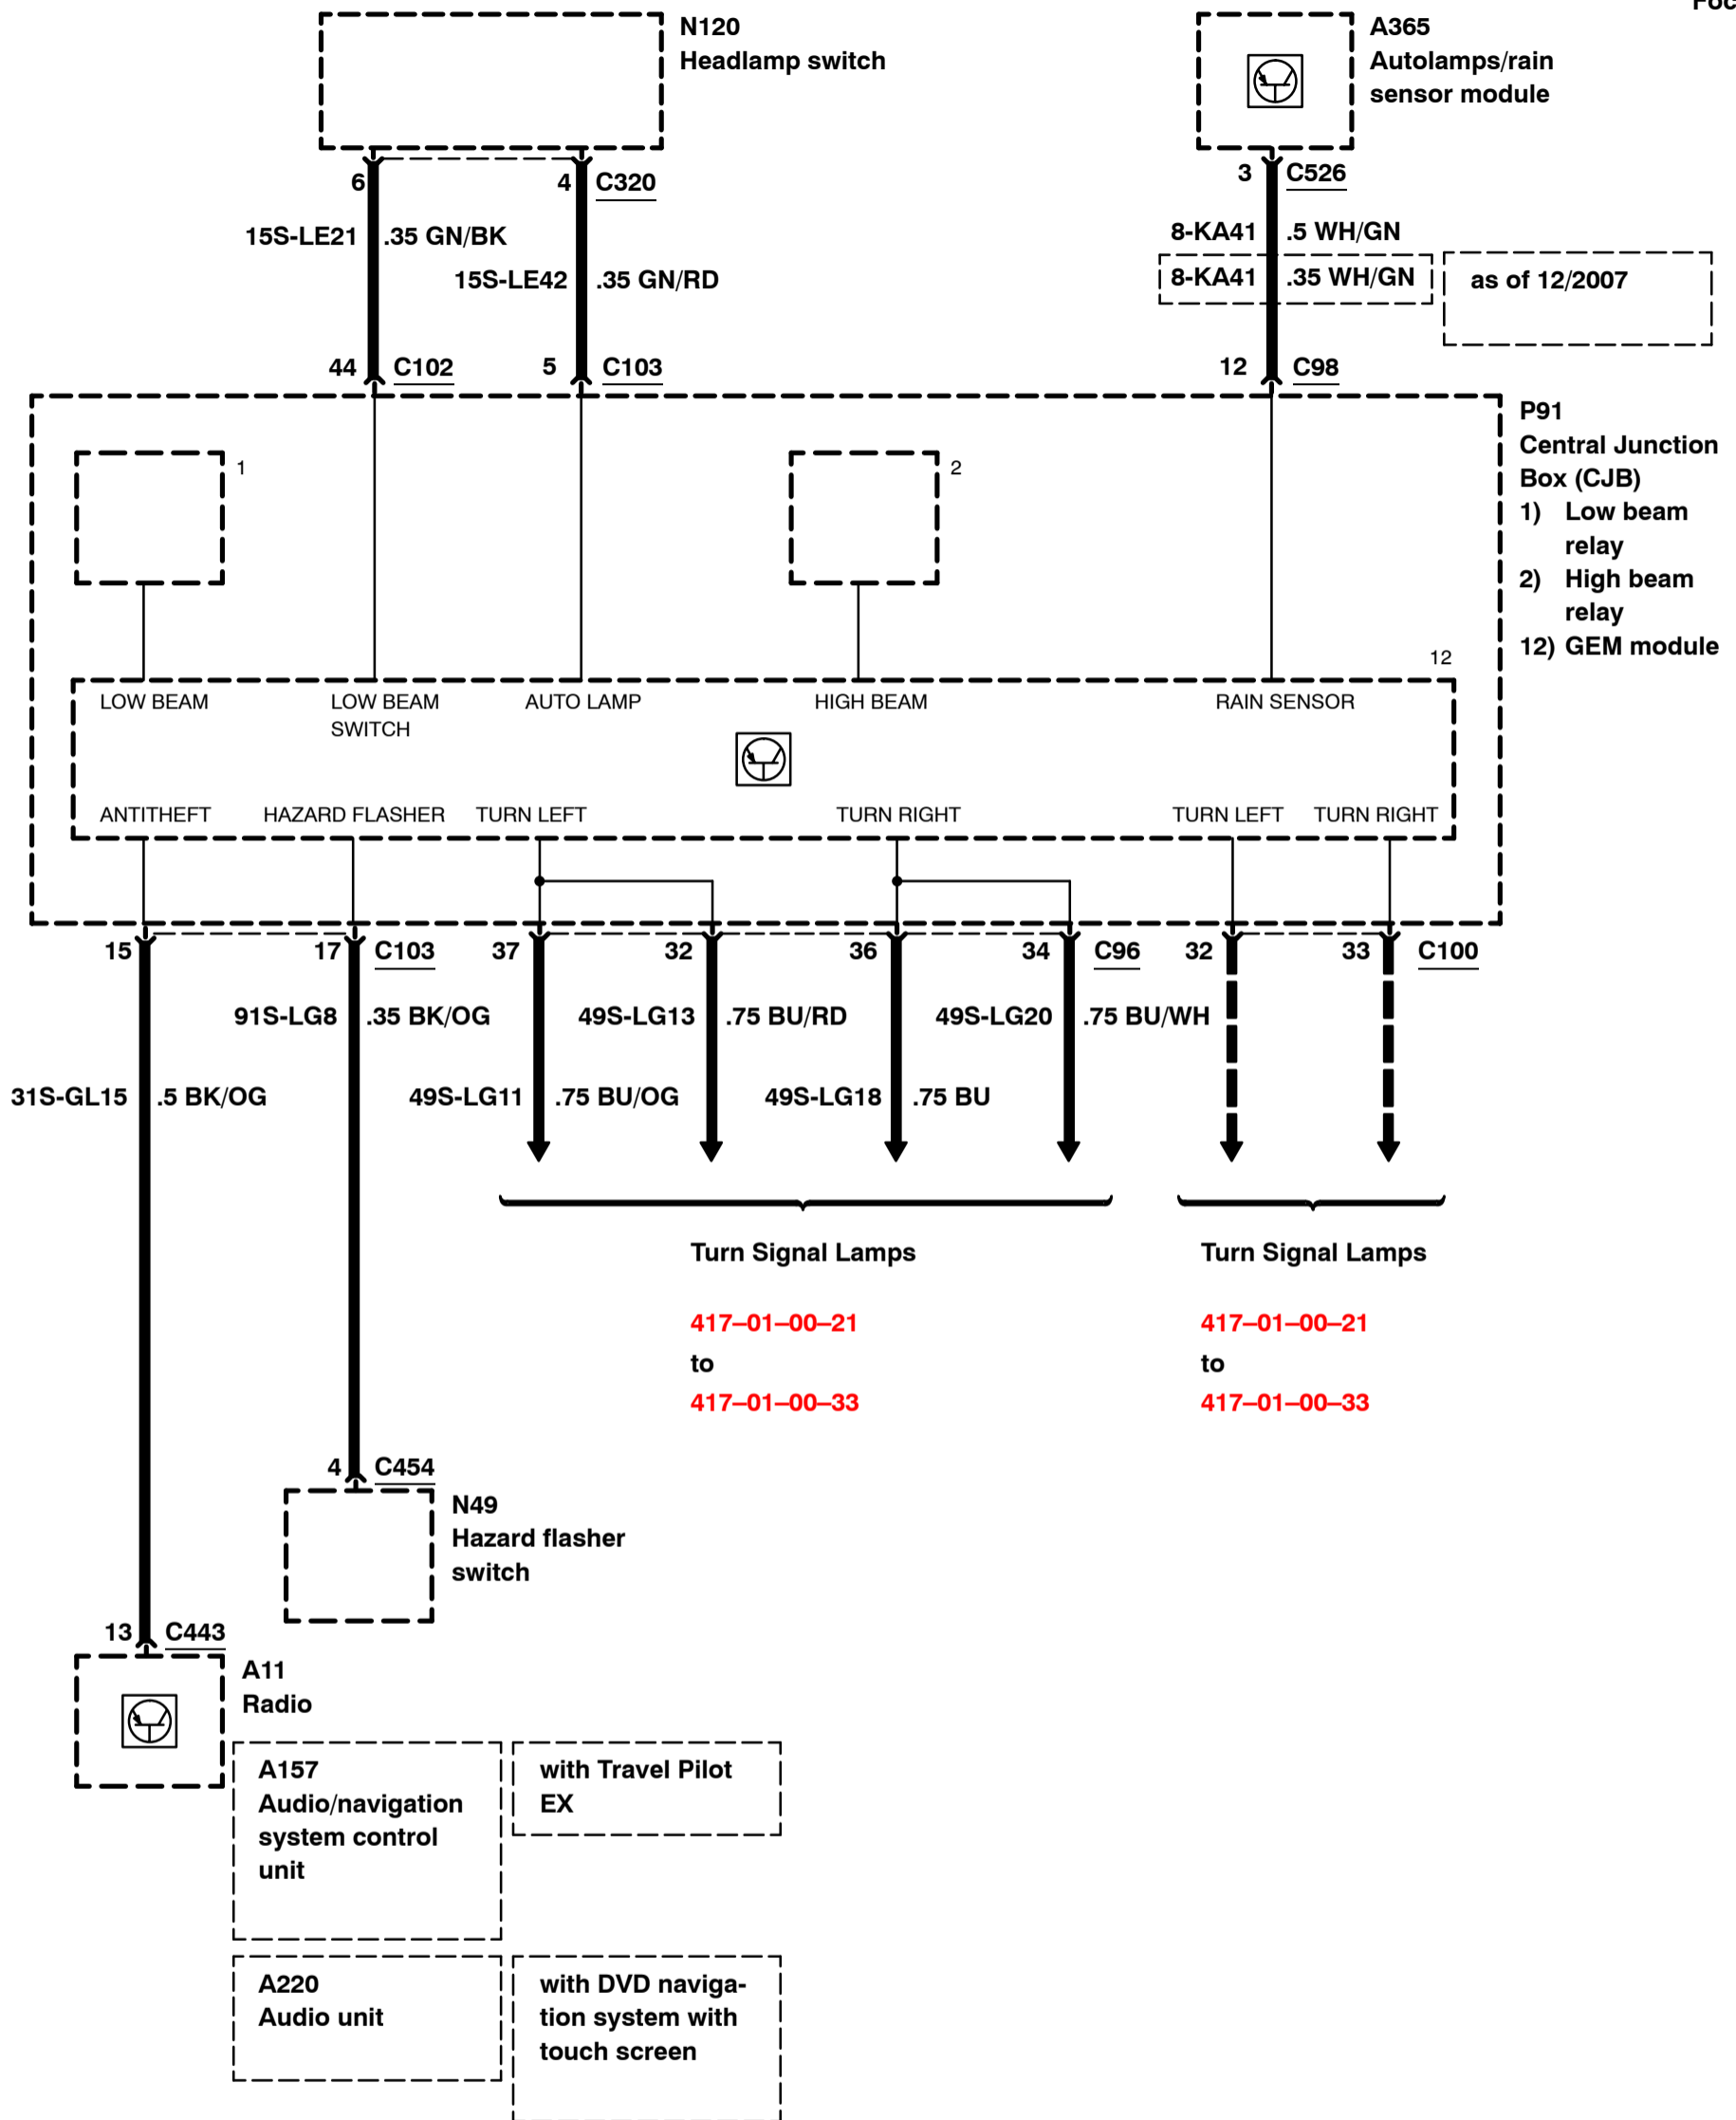 Foc
N120
Headlamp switch
A365
Autolamps/rain
sensor module
6
4
C320
3
C526
15S-LE21
.35 GN/BK
8-KA41
.5 WH/GN
15S-LE42
.35 GN/RD
8-KA41
.35 WH/GN
as of 12/2007
44
C102
5
C103
12
C98
P91
Central Junction
Box (CJB)
1) Low beam
relay
2) High beam
relay
12) GEM module
1
2
12
LOW BEAM
LOW BEAM
SWITCH
AUTO LAMP
HIGH BEAM
RAIN SENSOR
ANTITHEFT
HAZARD FLASHER
TURN LEFT
TURN RIGHT
TURN LEFT
TURN RIGHT
15
17
C103
37
32
36
34
C96
32
33
C100
91S-LG8
.35 BK/OG
49S-LG13
.75 BU/RD
49S-LG20
.75 BU/WH
31S-GL15
.5 BK/OG
49S-LG11
.75 BU/OG
49S-LG18
.75 BU
Turn Signal Lamps
417–01–00–21
to
417–01–00–33
Turn Signal Lamps
417–01–00–21
to
417–01–00–33
4
C454
N49
Hazard flasher
switch
13
C443
A11
Radio
A157
Audio/navigation
system control
unit
with Travel Pilot
EX
A220
Audio unit
with DVD naviga-
tion system with
touch screen